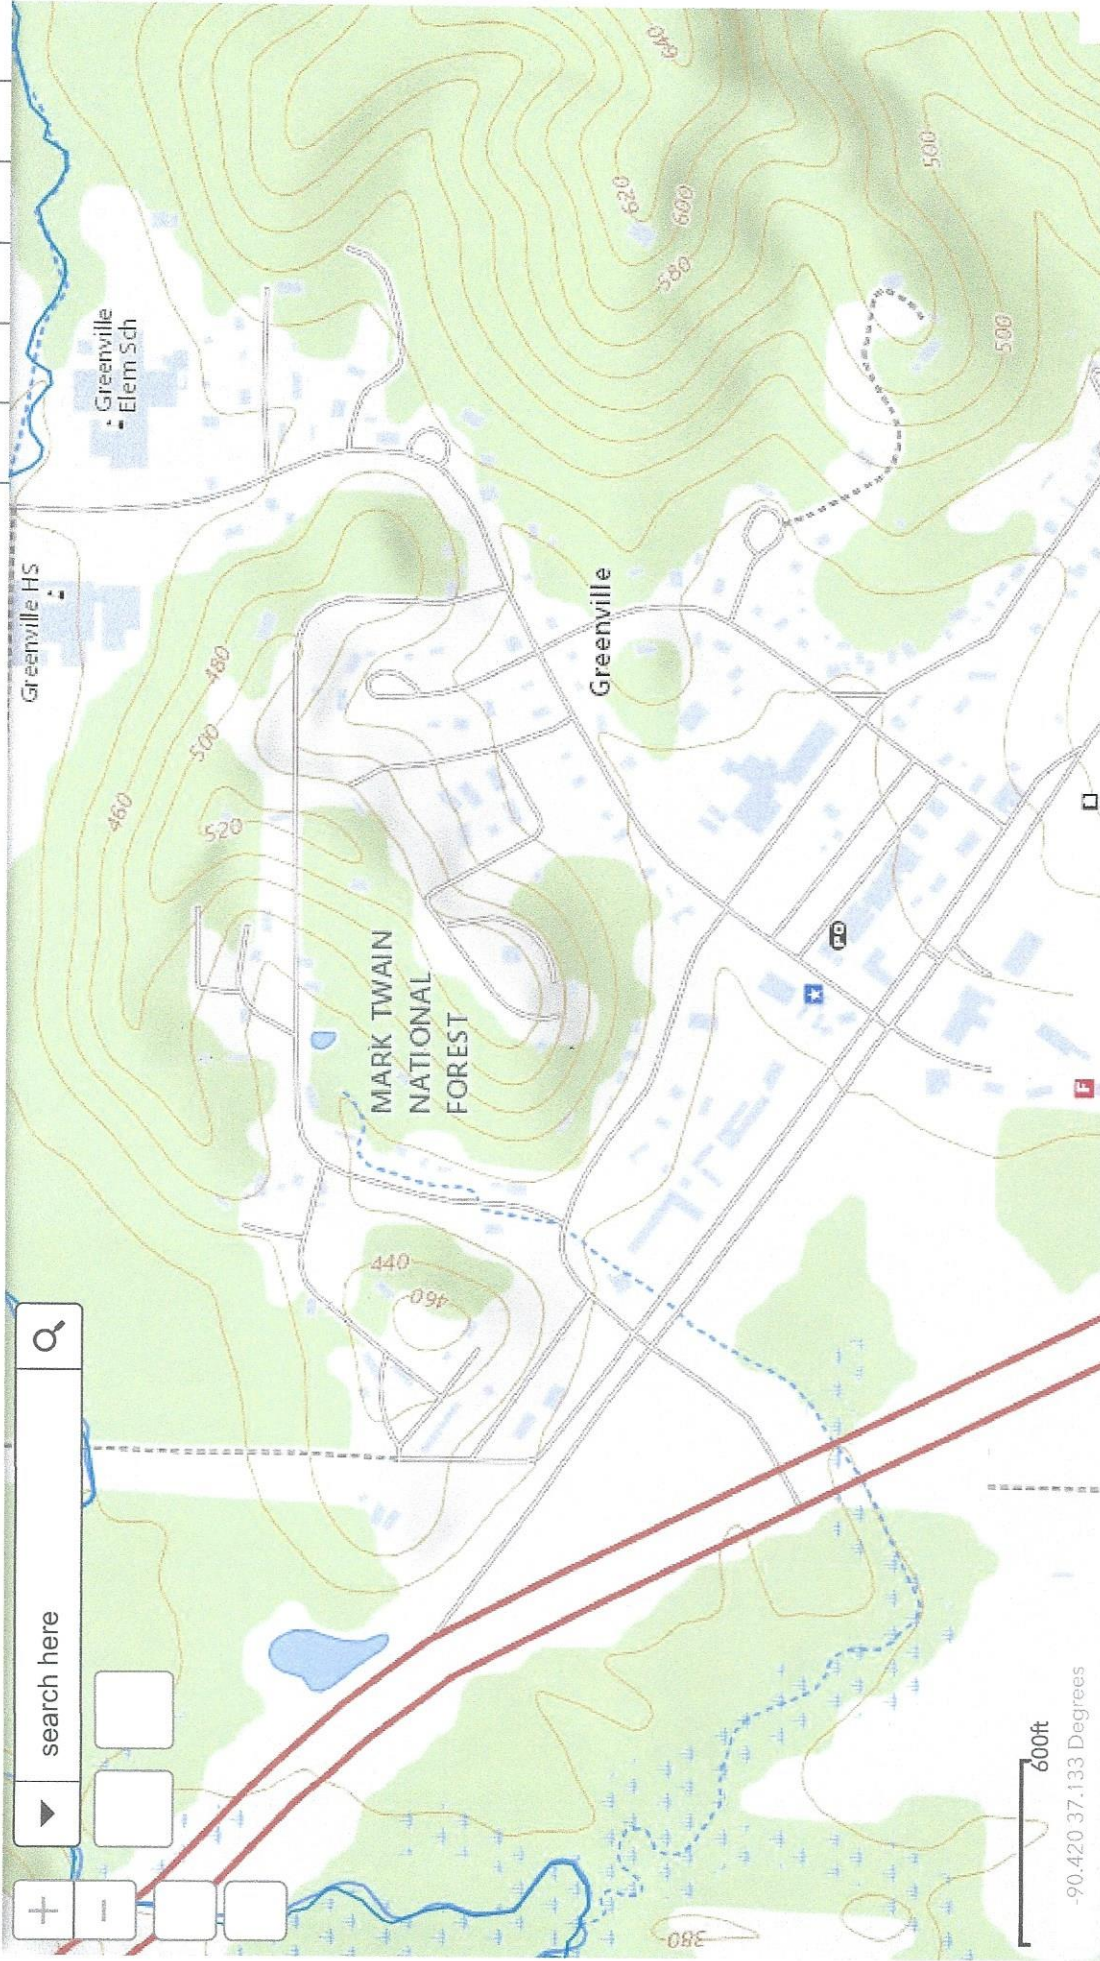 search here
+
−
Greenville HS
Greenville
Elem Sch
460
480
500
520
640
620
600
580
500
500
MARK TWAIN
NATIONAL
FOREST
Greenville
440
460
PO
F
380
600ft
-90.420 37.133 Degrees